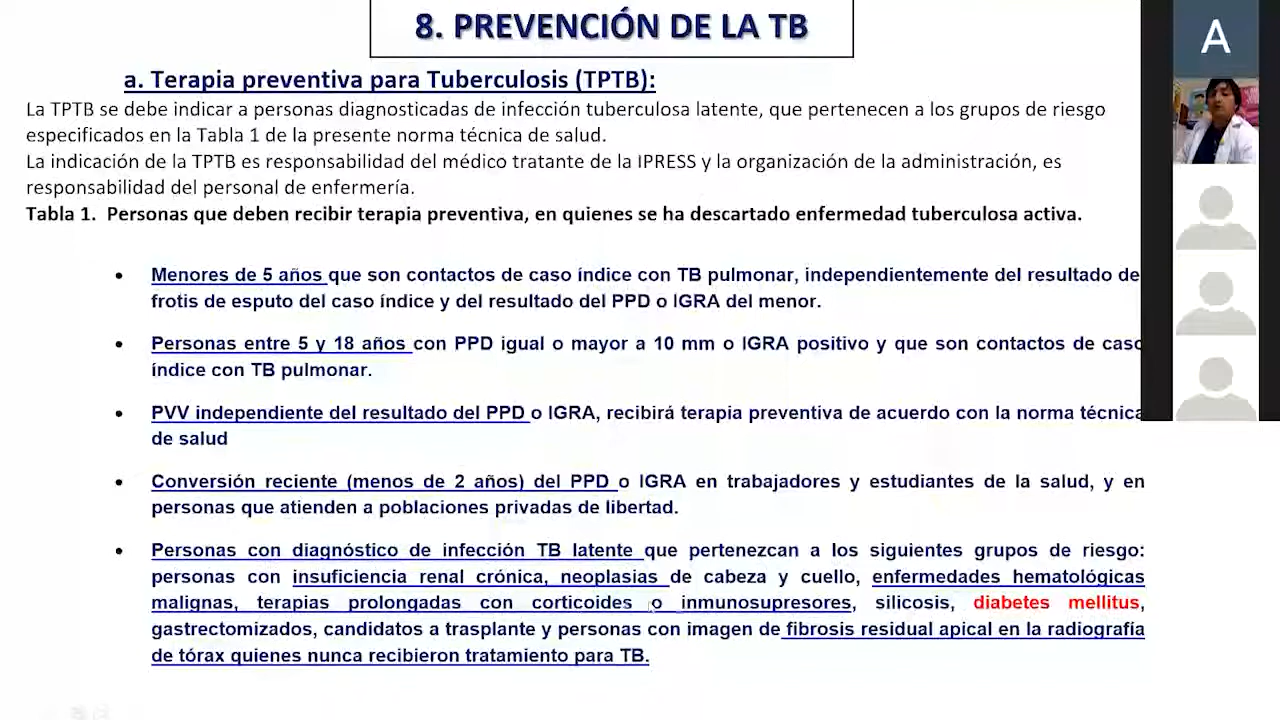 8. PREVENCIÓN DE LA TB
a. Terapia preventiva para Tuberculosis (TPTB):
La TPTB se debe indicar a personas diagnosticadas de infección tuberculosa latente, que pertenecen a los grupos de riesgo
especificados en la Tabla 1 de la presente norma técnica de salud.
La indicación de la TPTB es responsabilidad del médico tratante de la IPRESS y la organización de la administración, es
responsabilidad del personal de enfermería.
Tabla 1. Personas que deben recibir terapia preventiva, en quienes se ha descartado enfermedad tuberculosa activa.
• Menores de 5 años que son contactos de caso índice con TB pulmonar, independientemente del resultado de
frotis de esputo del caso índice y del resultado del PPD o IGRA del menor.
• Personas entre 5 y 18 años con PPD igual o mayor a 10 mm o IGRA positivo y que son contactos de caso
índice con TB pulmonar.
• PVV independiente del resultado del PPD o IGRA, recibirá terapia preventiva de acuerdo con la norma técnica
de salud
• Conversión reciente (menos de 2 años) del PPD o IGRA en trabajadores y estudiantes de la salud, y en
personas que atienden a poblaciones privadas de libertad.
• Personas con diagnóstico de infección TB latente que pertenezcan a los siguientes grupos de riesgo:
personas con insuficiencia renal crónica, neoplasias de cabeza y cuello, enfermedades hematológicas
malignas, terapias prolongadas con corticoides o inmunosupresores, silicosis, diabetes mellitus,
gastrectomizados, candidatos a trasplante y personas con imagen de fibrosis residual apical en la radiografía
de tórax quienes nunca recibieron tratamiento para TB.
A